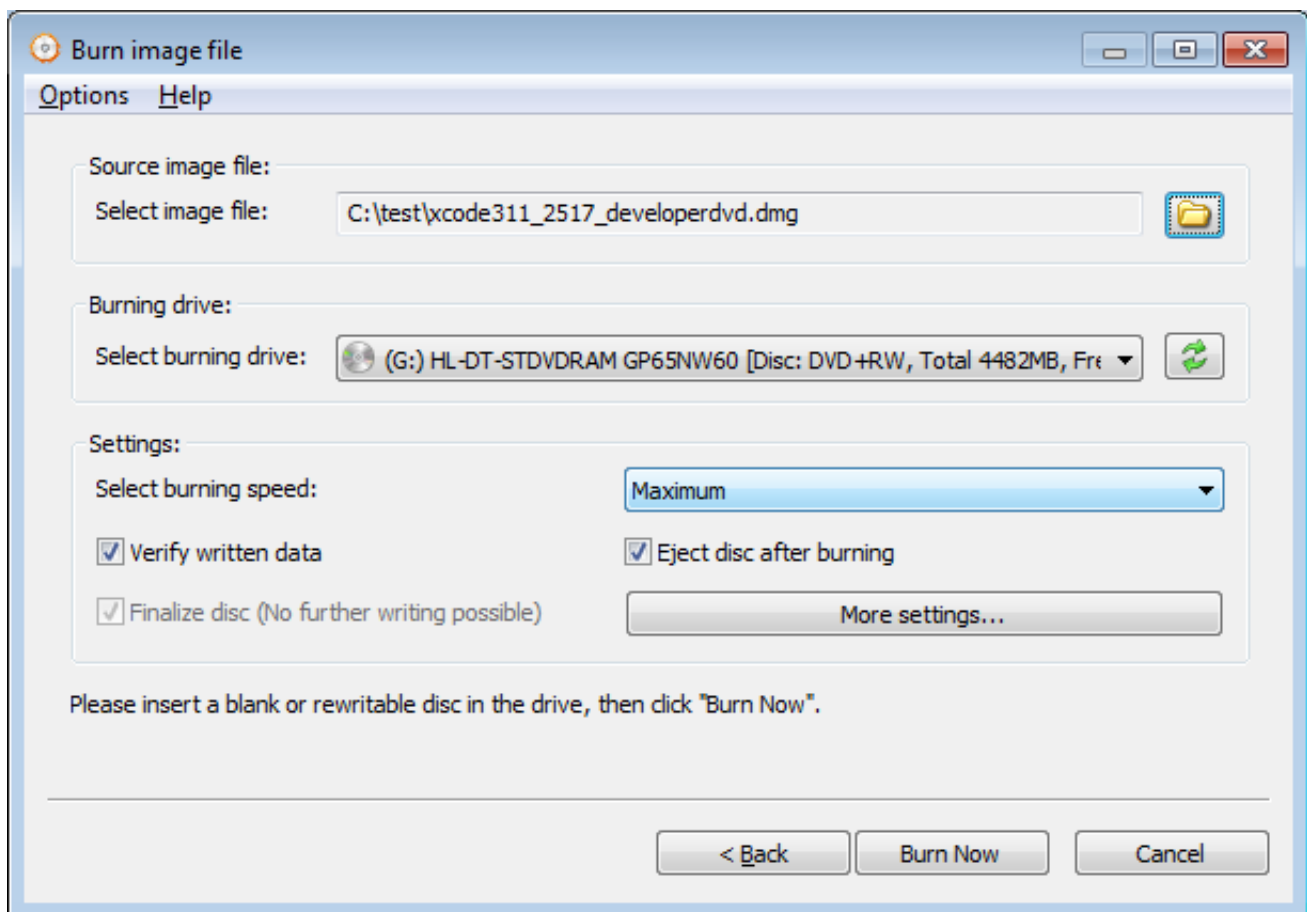 Burn image file
Options Help
Source image file:
Select image file: C:\test\xcode311_2517_developerdvd.dmg
Burning drive:
Select burning drive: (G:) HL-DT-STDVDRAM GP65NW60 [Disc: DVD+RW, Total 4482MB, Fre
Settings:
Select burning speed: Maximum
Verify written data Eject disc after burning
Finalize disc (No further writing possible) More settings...
Please insert a blank or rewritable disc in the drive, then click "Burn Now".
< Back Burn Now Cancel